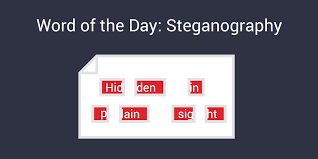 Word of the Day: Steganography
Hidden in
plain sight